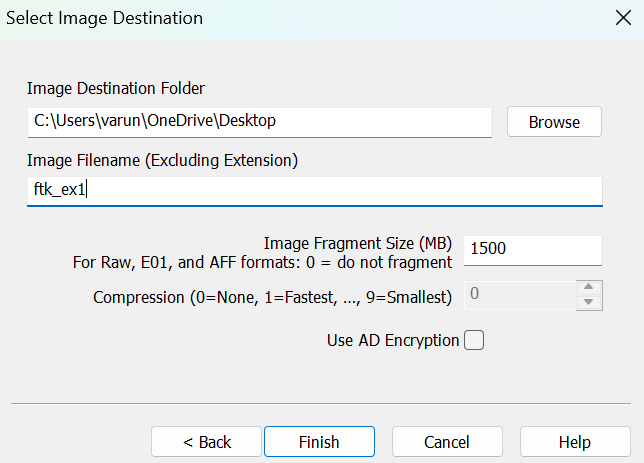 Select Image Destination
Image Destination Folder
C:\Users\varun\OneDrive\Desktop
Browse
Image Filename (Excluding Extension)
ftk_ex1
Image Fragment Size (MB)
1500
For Raw, E01, and AFF formats: 0 = do not fragment
Compression (0=None, 1=Fastest, ..., 9=Smallest)
0
Use AD Encryption
< Back
Finish
Cancel
Help